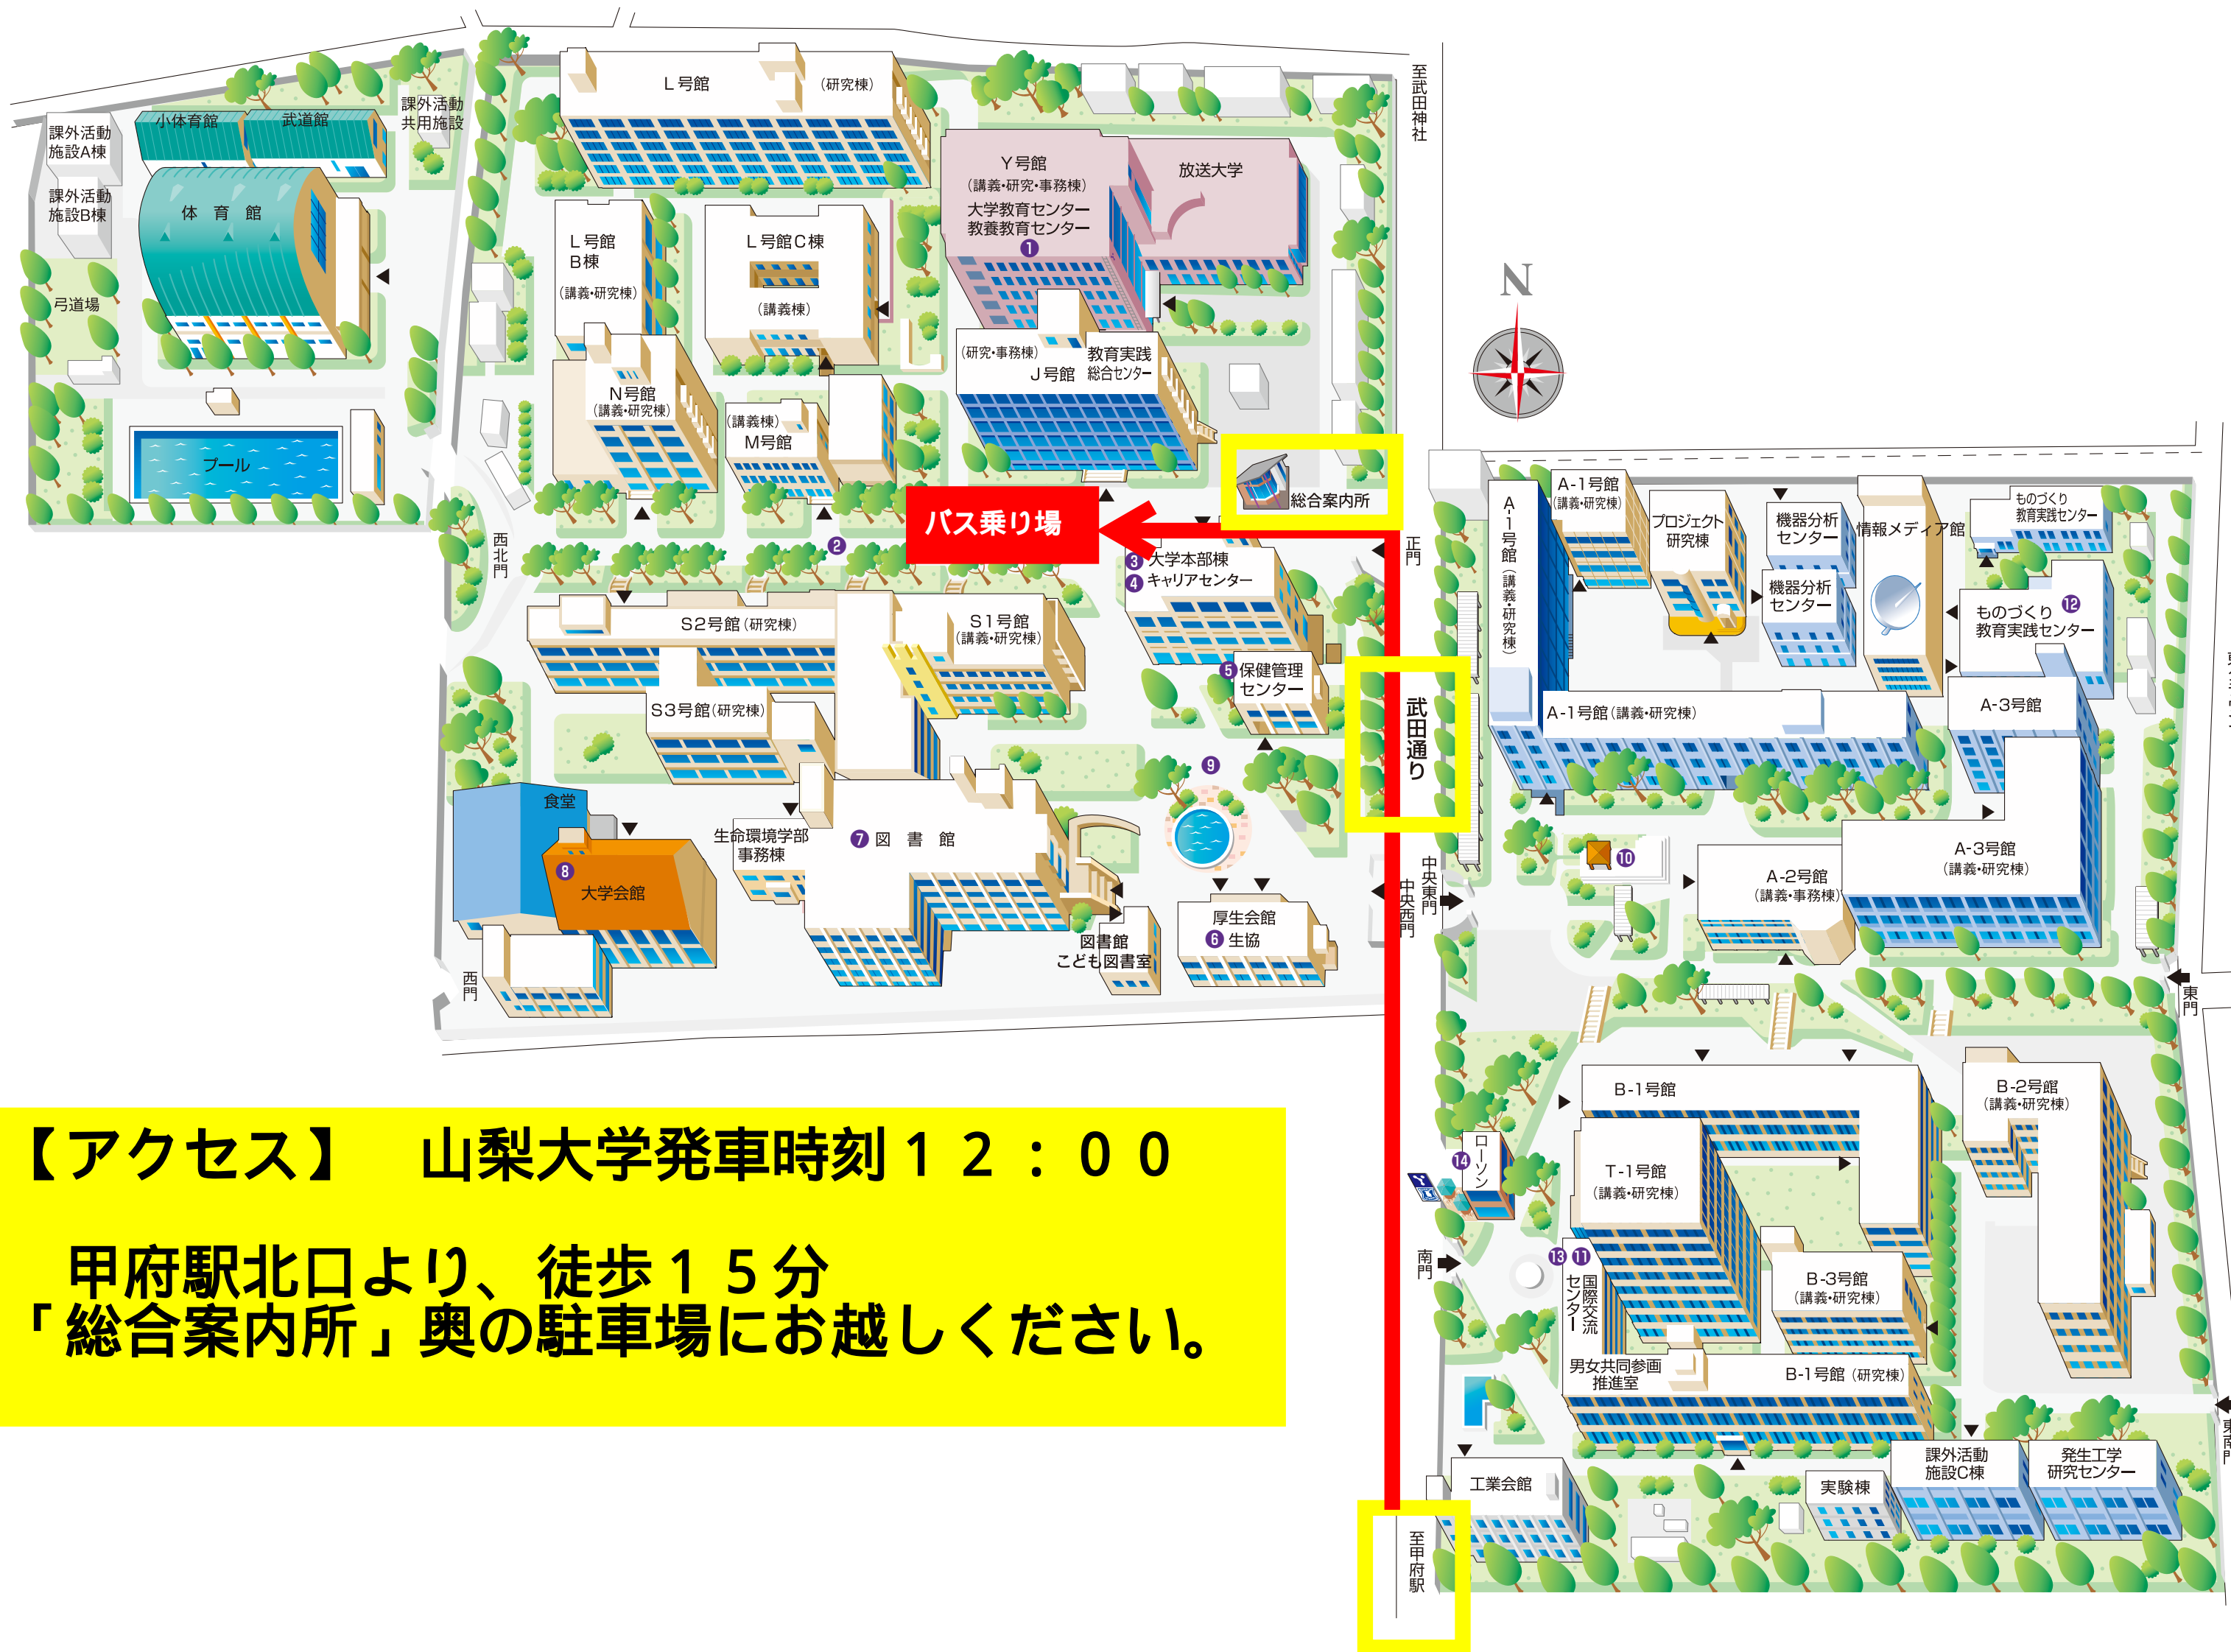 至武田神社
L号館
(研究棟)
課外活動
共用施設
小体育館
武道館
課外活動
施設A棟
課外活動
施設B棟
体 育 館
弓道場
プール
Y号館
(講義・研究・事務棟)
大学教育センター
教養教育センター
❶
放送大学
L号館
B棟
(講義・研究棟)
L号館C棟
(講義棟)
N号館
(講義・研究棟)
(講義棟)
M号館
(研究・事務棟)
J号館
教育実践
総合センター
N
総合案内所
バス乗り場
西北門
❷
❸大学本部棟
❹キャリアセンター
正門
S2号館(研究棟)
S1号館
(講義・研究棟)
S3号館(研究棟)
❺保健管理
センター
武田通り
❾
食堂
❽
大学会館
生命環境学部
事務棟
❼図 書 館
西門
図書館
こども図書室
厚生会館
❻生協
中央西門
中央東門
A-1号館(講義・研究棟)
A-1号館
(講義・研究棟)
プロジェクト
研究棟
機器分析
センター
機器分析
センター
情報メディア館
ものづくり
教育実践センター
ものづくり⓬
教育実践センター
A-1号館(講義・研究棟)
A-3号館
A-3号館
(講義・研究棟)
❿
A-2号館
(講義・事務棟)
東門
B-1号館
B-2号館
(講義・研究棟)
ローソン
⓮
T-1号館
(講義・研究棟)
南門
⓭⓫
国際交流
センター
B-3号館
(講義・研究棟)
男女共同参画
推進室
B-1号館(研究棟)
東南門
工業会館
実験棟
課外活動
施設C棟
発生工学
研究センター
至甲府駅
【アクセス】 山梨大学発車時刻12:00
甲府駅北口より、徒歩15分
「総合案内所」奥の駐車場にお越しください。